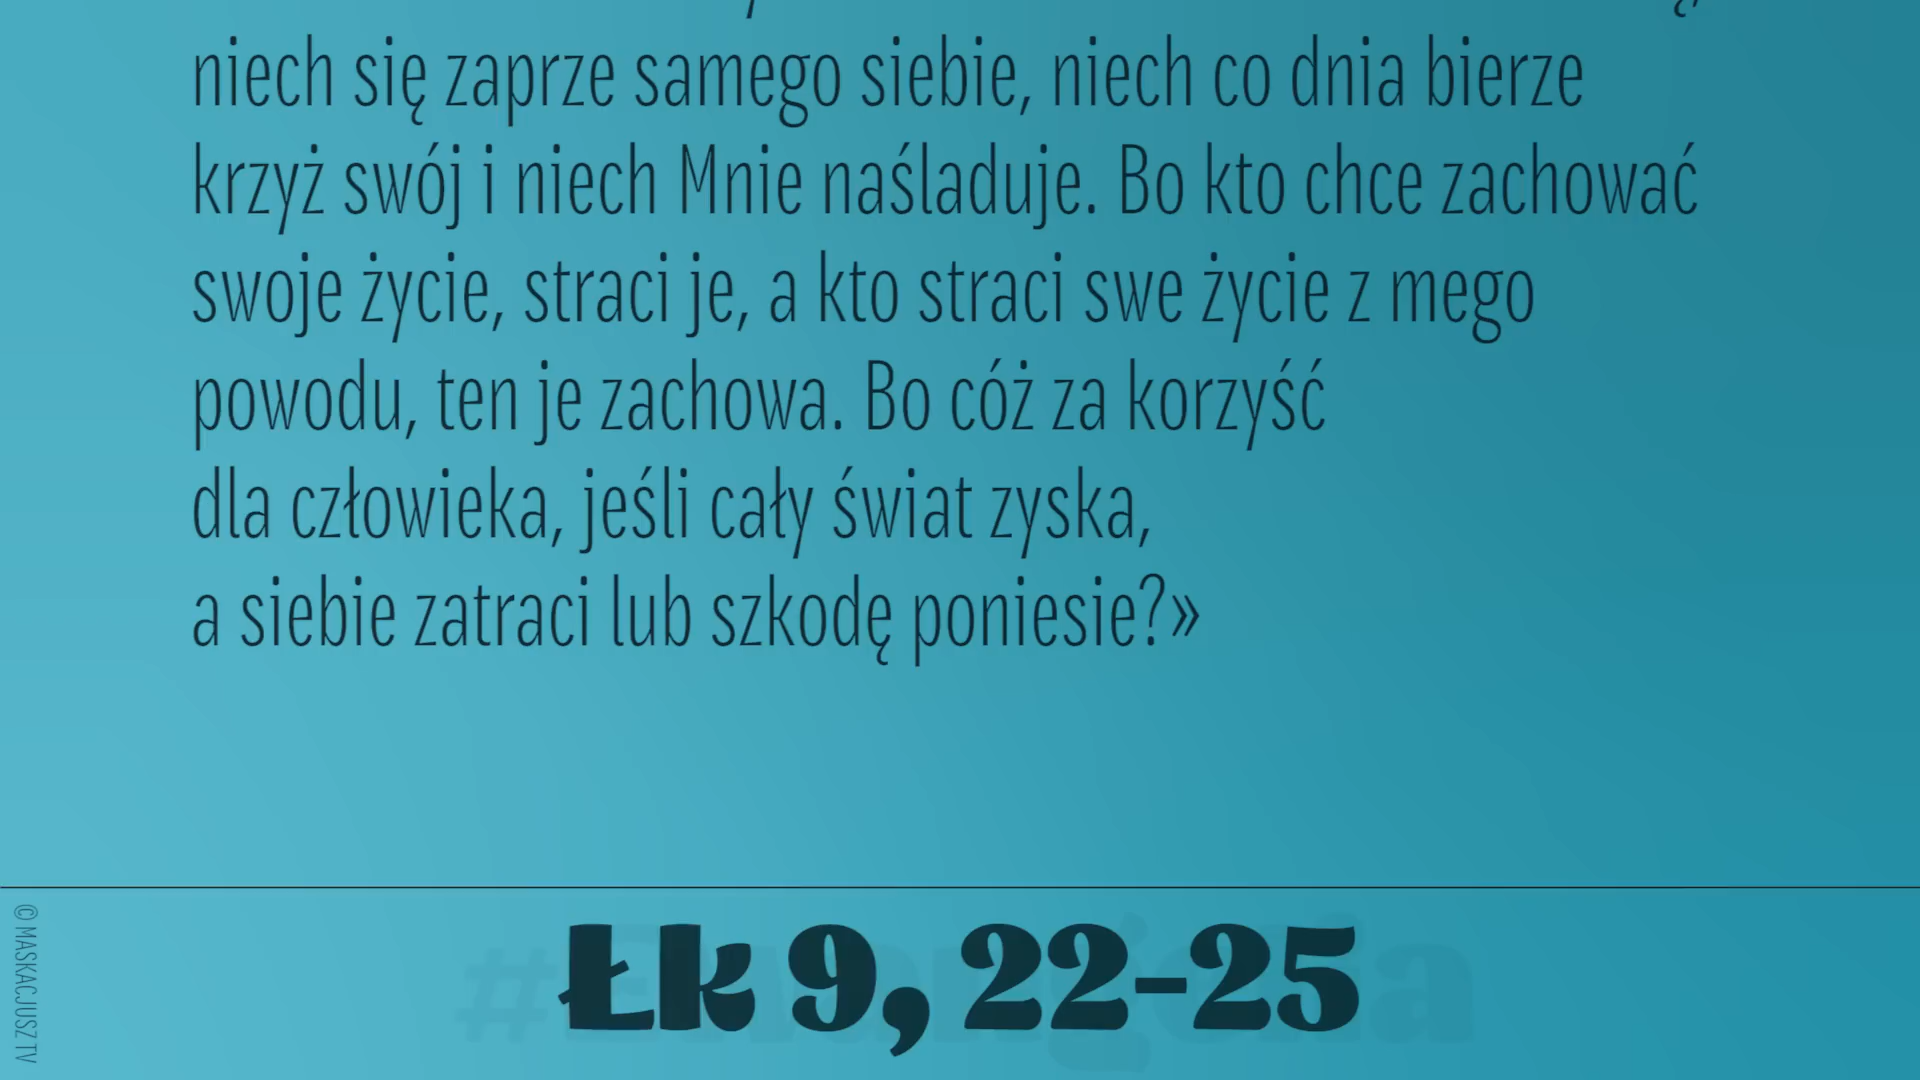 niech się zaprze samego siebie, niech co dnia bierze
krzyż swój i niech Mnie naśladuje. Bo kto chce zachować
swoje życie, straci je, a kto straci swe życie z mego
powodu, ten je zachowa. Bo cóż za korzyść
dla człowieka, jeśli cały świat zyska,
a siebie zatraci lub szkodę poniesie?»
Łk 9, 22-25
© MASKACJUSZ TV